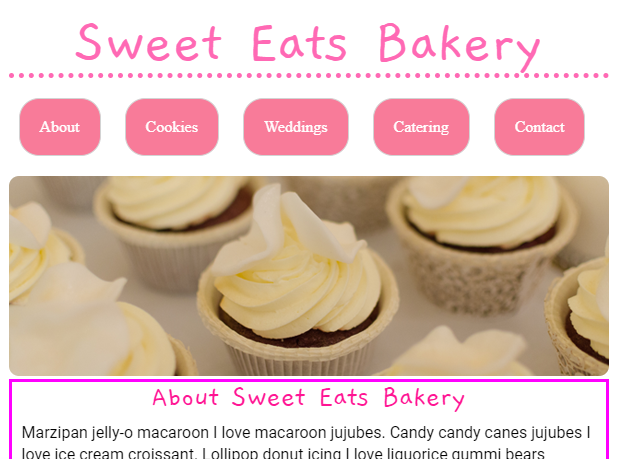 Sweet Eats Bakery
About Cookies Weddings Catering Contact
About Sweet Eats Bakery
Marzipan jelly-o macaroon I love macaroon jujubes. Candy candy canes jujubes I
love ice cream croissant. Lollipop donut icing I love liquorice gummi bears